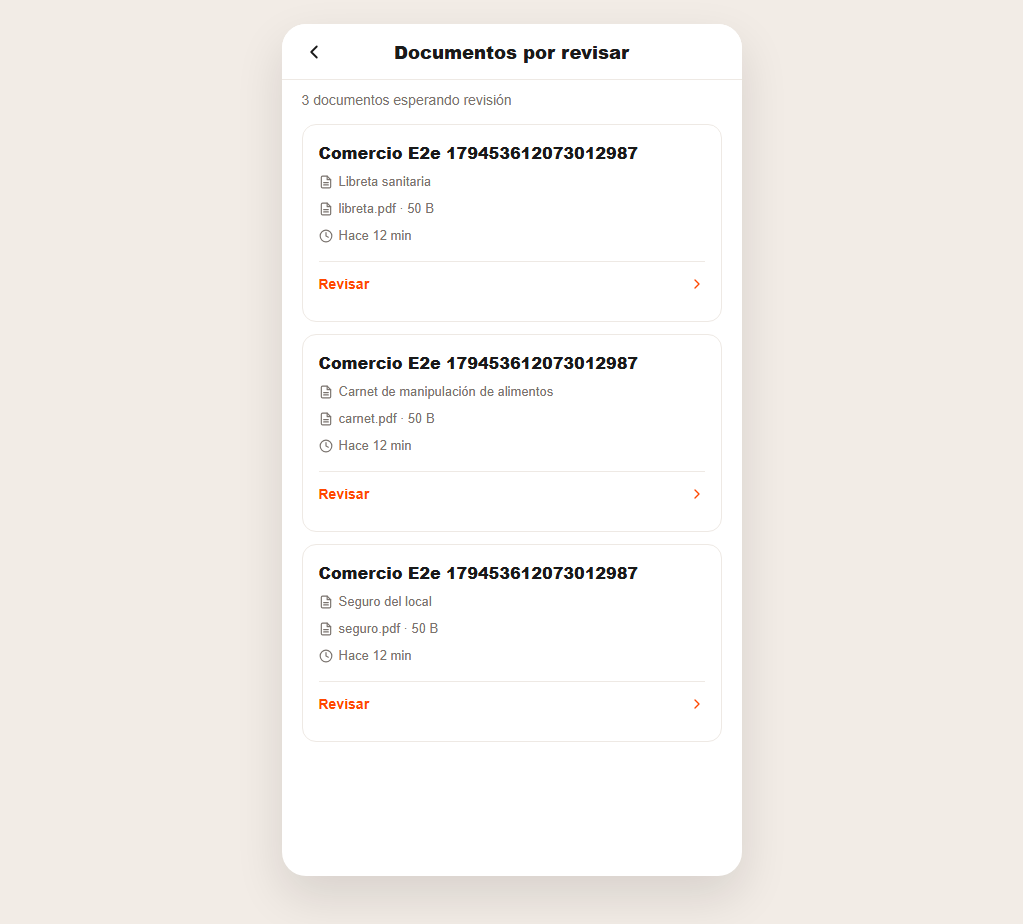 Documentos por revisar
3 documentos esperando revisión
Comercio E2e 179453612073012987
Libreta sanitaria
libreta.pdf · 50 B
Hace 12 min
Revisar
Comercio E2e 179453612073012987
Carnet de manipulación de alimentos
carnet.pdf · 50 B
Hace 12 min
Revisar
Comercio E2e 179453612073012987
Seguro del local
seguro.pdf · 50 B
Hace 12 min
Revisar